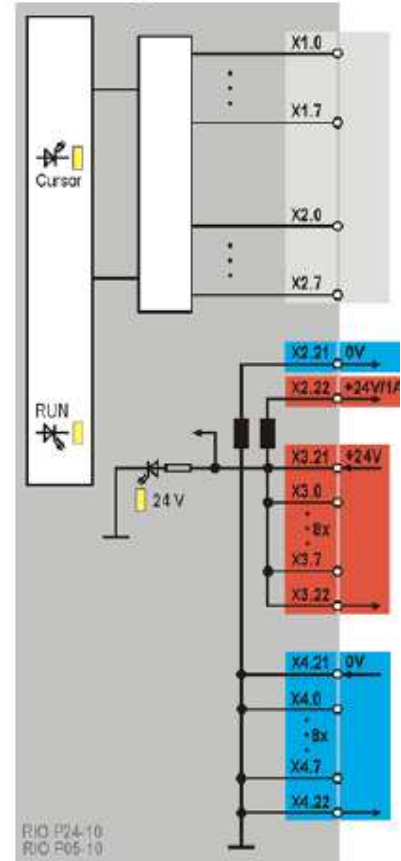 X1.0
X1.7
Cursor
X2.0
X2.7
X2.21 0V
X2.22 +24V/1A
RUN
X3.21 +24V
X3.0
24 V
8x
X3.7
X3.22
X4.21 0V
X4.0
8x
X4.7
X4.22
RIO P24-10
RIO P05-10